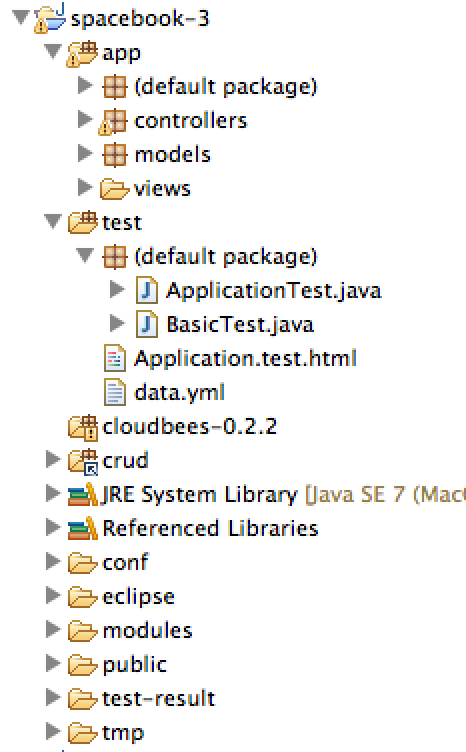 spacebook-3
app
(default package)
controllers
models
views
test
(default package)
ApplicationTest.java
BasicTest.java
Application.test.html
data.yml
cloudbees-0.2.2
crud
JRE System Library [Java SE 7 (Mac
Referenced Libraries
conf
eclipse
modules
public
test-result
tmp